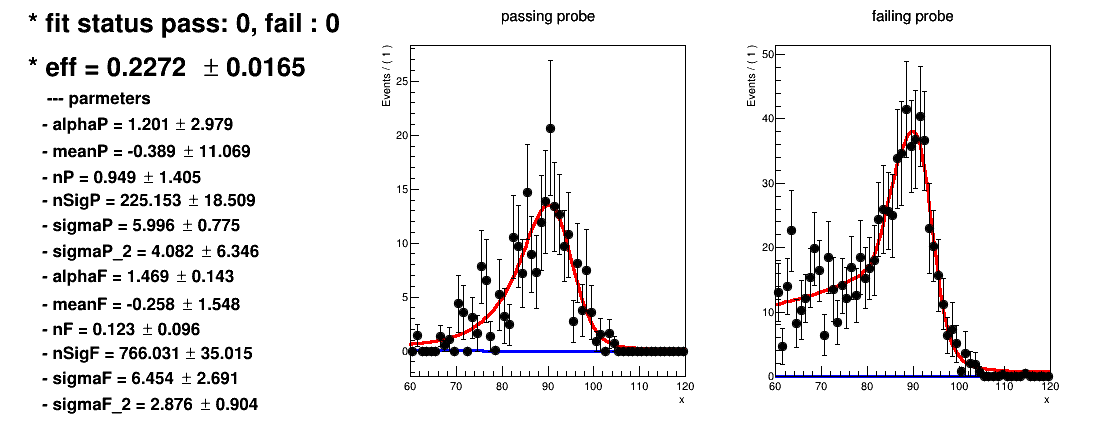 * fit status pass: 0, fail : 0
* eff = 0.2272 ± 0.0165
--- parmeters
- alphaP = 1.201 ± 2.979
- meanP = -0.389 ± 11.069
- nP = 0.949 ± 1.405
- nSigP = 225.153 ± 18.509
- sigmaP = 5.996 ± 0.775
- sigmaP_2 = 4.082 ± 6.346
- alphaF = 1.469 ± 0.143
- meanF = -0.258 ± 1.548
- nF = 0.123 ± 0.096
- nSigF = 766.031 ± 35.015
- sigmaF = 6.454 ± 2.691
- sigmaF_2 = 2.876 ± 0.904
passing probe
Events / ( 1 )
25
20
15
10
5
0
60 70 80 90 100 110 120
x
failing probe
Events / ( 1 )
50
40
30
20
10
0
60 70 80 90 100 110 120
x